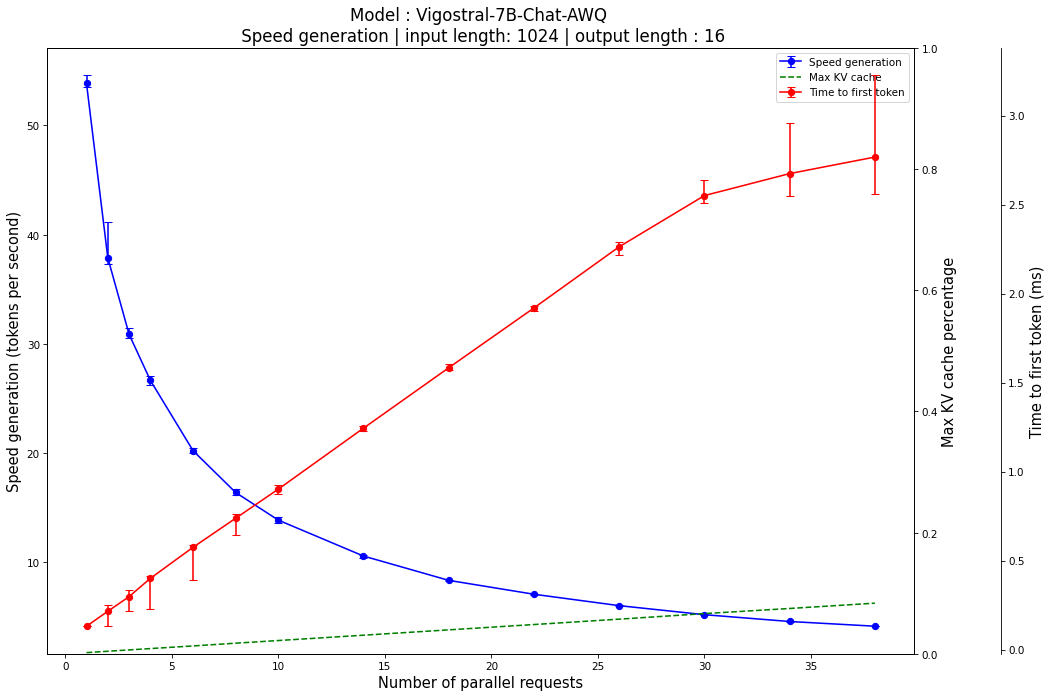 Model : Vigostral-7B-Chat-AWQ
Speed generation | input length: 1024 | output length : 16
Speed generation
Max KV cache
Time to first token
Speed generation (tokens per second)
50
40
30
20
10
1.0
0.8
0.6
0.4
0.2
0.0
Max KV cache percentage
3.0
2.5
2.0
1.5
1.0
0.5
0.0
Time to first token (ms)
0 5 10 15 20 25 30 35
Number of parallel requests